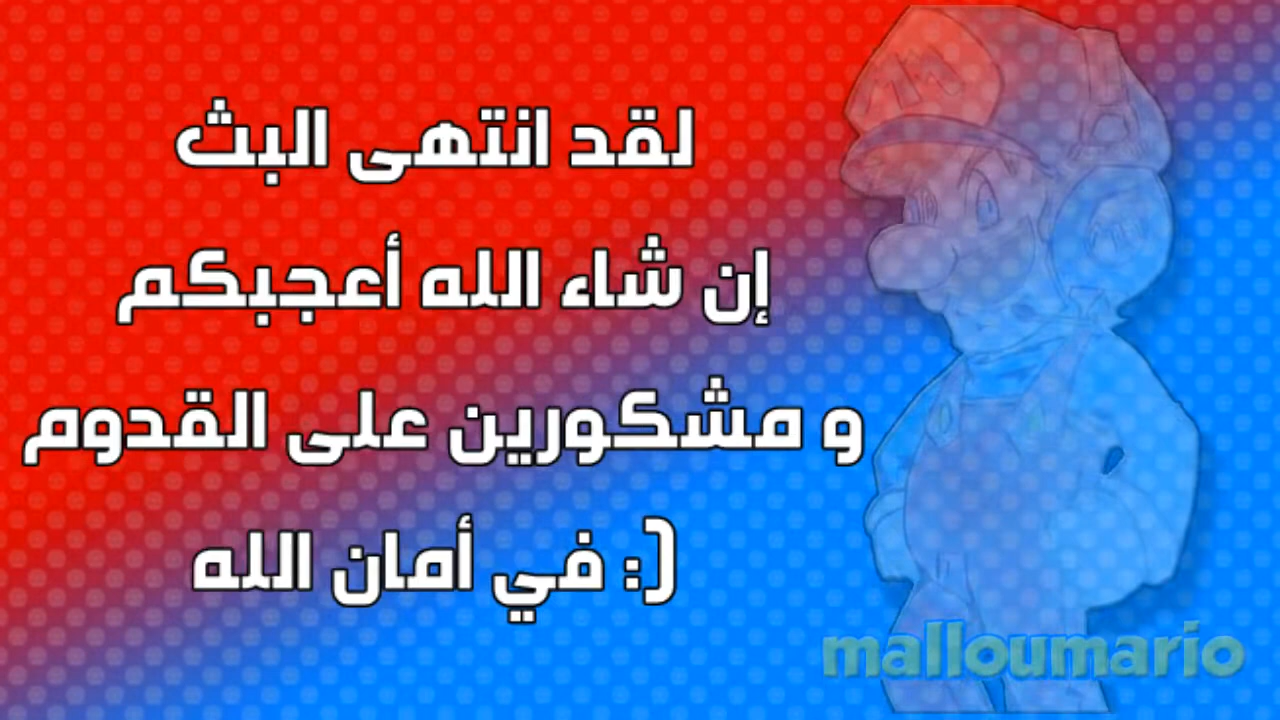 لقد انتهى البث
إن شاء الله أعجبكم
و مشكورين على القدوم
(: في أمان الله
malloumario